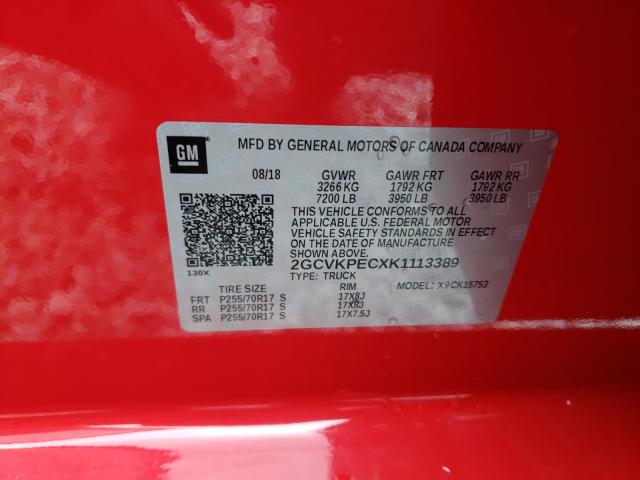 GM
MFD BY GENERAL MOTORS OF CANADA COMPANY
08/18 GVWR GAWR FRT GAWR RR
3266 KG 1792 KG 1792 KG
7200 LB 3950 LB 3950 LB
THIS VEHICLE CONFORMS TO ALL
APPLICABLE U.S. FEDERAL MOTOR
VEHICLE SAFETY STANDARDS IN EFFECT
ON THE DATE OF MANUFACTURE
2GCVKPECXK1113389
130X
TYPE: TRUCK MODEL: X9CK15753
TIRE SIZE RIM
FRT P255/70R17 S 17X8J
RR P255/70R17 S 17X8J
SPA P255/70R17 S 17X7.5J